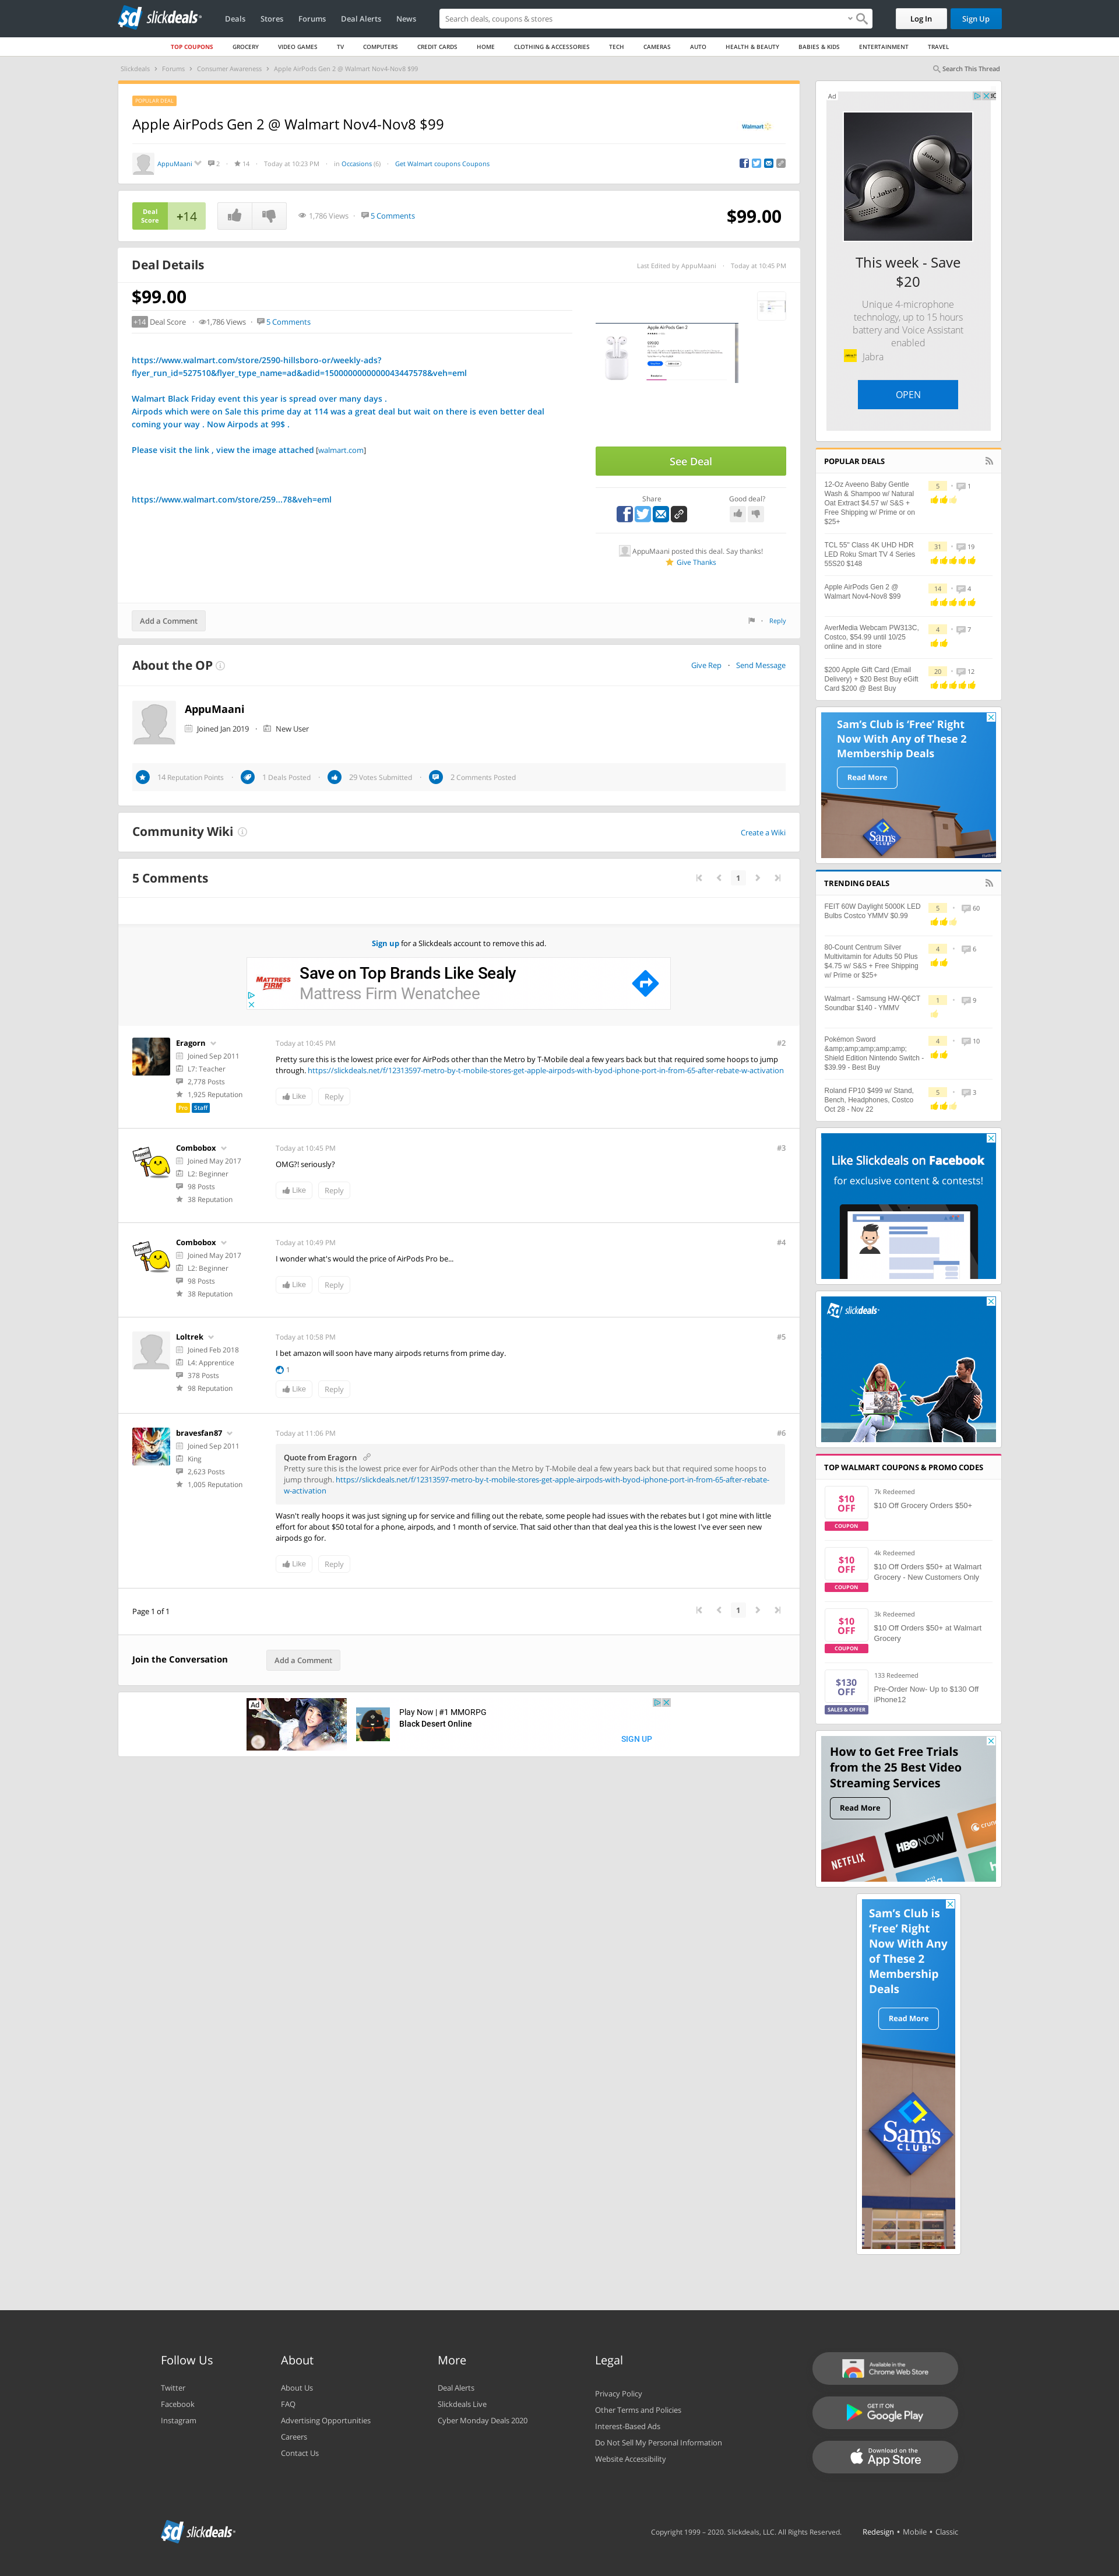 slickdeals
Deals
Stores
Forums
Deal Alerts
News
Search deals, coupons & stores
Log In
Sign Up
TOP COUPONS
GROCERY
VIDEO GAMES
TV
COMPUTERS
CREDIT CARDS
HOME
CLOTHING & ACCESSORIES
TECH
CAMERAS
AUTO
HEALTH & BEAUTY
BABIES & KIDS
ENTERTAINMENT
TRAVEL
Slickdeals > Forums > Consumer Awareness > Apple AirPods Gen 2 @ Walmart Nov4-Nov8 $99
Search This Thread
POPULAR DEAL
Apple AirPods Gen 2 @ Walmart Nov4-Nov8 $99
Walmart
AppuMaani 2 · 14 · Today at 10:23 PM · in Occasions (6) · Get Walmart coupons Coupons
Deal Score
+14
1,786 Views · 5 Comments
$99.00
Deal Details
Last Edited by AppuMaani · Today at 10:45 PM
$99.00
+14 Deal Score · 1,786 Views · 5 Comments
https://www.walmart.com/store/2590-hillsboro-or/weekly-ads?
flyer_run_id=527510&flyer_type_name=ad&adid=1500000000000043447578&veh=eml
Walmart Black Friday event this year is spread over many days .
Airpods which were on Sale this prime day at 114 was a great deal but wait on there is even better deal
coming your way . Now Airpods at 99$ .
Please visit the link , view the image attached [walmart.com]
https://www.walmart.com/store/259...78&veh=eml
Apple AirPods Gen 2
$99.00
See Deal
Share
Good deal?
AppuMaani posted this deal. Say thanks!
Give Thanks
Add a Comment
Reply
About the OP
Give Rep · Send Message
AppuMaani
Joined Jan 2019 · New User
14 Reputation Points · 1 Deals Posted · 29 Votes Submitted · 2 Comments Posted
Community Wiki
Create a Wiki
5 Comments
1
Sign up for a Slickdeals account to remove this ad.
MATTRESS FIRM
Save on Top Brands Like Sealy
Mattress Firm Wenatchee
Eragorn
Joined Sep 2011
L7: Teacher
2,778 Posts
1,925 Reputation
Pro Staff
Today at 10:45 PM
#2
Pretty sure this is the lowest price ever for AirPods other than the Metro by T-Mobile deal a few years back but that required some hoops to jump
through. https://slickdeals.net/f/12313597-metro-by-t-mobile-stores-get-apple-airpods-with-byod-iphone-port-in-from-65-after-rebate-w-activation
Like
Reply
Combobox
Joined May 2017
L2: Beginner
98 Posts
38 Reputation
Today at 10:45 PM
#3
OMG?! seriously?
Like
Reply
Combobox
Joined May 2017
L2: Beginner
98 Posts
38 Reputation
Today at 10:49 PM
#4
I wonder what's would the price of AirPods Pro be...
Like
Reply
Loltrek
Joined Feb 2018
L4: Apprentice
378 Posts
98 Reputation
Today at 10:58 PM
#5
I bet amazon will soon have many airpods returns from prime day.
1
Like
Reply
bravesfan87
Joined Sep 2011
King
2,623 Posts
1,005 Reputation
Today at 11:06 PM
#6
Quote from Eragorn
Pretty sure this is the lowest price ever for AirPods other than the Metro by T-Mobile deal a few years back but that required some hoops to
jump through. https://slickdeals.net/f/12313597-metro-by-t-mobile-stores-get-apple-airpods-with-byod-iphone-port-in-from-65-after-rebate-
w-activation
Wasn't really hoops it was just signing up for service and filling out the rebate, some people had issues with the rebates but I got mine with little
effort for about $50 total for a phone, airpods, and 1 month of service. That said other than that deal yea this is the lowest I've ever seen new
airpods go for.
Like
Reply
Page 1 of 1
1
Join the Conversation
Add a Comment
Ad
Play Now | #1 MMORPG
Black Desert Online
SIGN UP
Ad
Jabra
This week - Save
$20
Unique 4-microphone
technology, up to 15 hours
battery and Voice Assistant
enabled
Jabra
OPEN
POPULAR DEALS
12-Oz Aveeno Baby Gentle
Wash & Shampoo w/ Natural
Oat Extract $4.57 w/ S&S +
Free Shipping w/ Prime or on
$25+
5 · 1
TCL 55" Class 4K UHD HDR
LED Roku Smart TV 4 Series
55S20 $148
31 · 19
Apple AirPods Gen 2 @
Walmart Nov4-Nov8 $99
14 · 4
AverMedia Webcam PW313C,
Costco, $54.99 until 10/25
online and in store
4 · 7
$200 Apple Gift Card (Email
Delivery) + $20 Best Buy eGift
Card $200 @ Best Buy
20 · 12
Sam's Club is 'Free' Right
Now With Any of These 2
Membership Deals
Read More
Sam's
CLUB
TRENDING DEALS
FEIT 60W Daylight 5000K LED
Bulbs Costco YMMV $0.99
5 · 60
80-Count Centrum Silver
Multivitamin for Adults 50 Plus
$4.75 w/ S&S + Free Shipping
w/ Prime or $25+
4 · 6
Walmart - Samsung HW-Q6CT
Soundbar $140 - YMMV
1 · 9
Pokémon Sword
&amp;amp;amp;amp;amp;
Shield Edition Nintendo Switch -
$39.99 - Best Buy
4 · 10
Roland FP10 $499 w/ Stand,
Bench, Headphones, Costco
Oct 28 - Nov 22
5 · 3
Like Slickdeals on Facebook
for exclusive content & contests!
slickdeals
TOP WALMART COUPONS & PROMO CODES
$10
OFF
COUPON
7k Redeemed
$10 Off Grocery Orders $50+
$10
OFF
COUPON
4k Redeemed
$10 Off Orders $50+ at Walmart
Grocery - New Customers Only
$10
OFF
COUPON
3k Redeemed
$10 Off Orders $50+ at Walmart
Grocery
$130
OFF
SALES & OFFER
133 Redeemed
Pre-Order Now- Up to $130 Off
iPhone12
How to Get Free Trials
from the 25 Best Video
Streaming Services
Read More
NETFLIX
HBO NOW
crunc
sling
h
Sam's Club is
'Free' Right
Now With Any
of These 2
Membership
Deals
Read More
Sam's
CLUB
Follow Us
Twitter
Facebook
Instagram
About
About Us
FAQ
Advertising Opportunities
Careers
Contact Us
More
Deal Alerts
Slickdeals Live
Cyber Monday Deals 2020
Legal
Privacy Policy
Other Terms and Policies
Interest-Based Ads
Do Not Sell My Personal Information
Website Accessibility
Available in the
Chrome Web Store
GET IT ON
Google Play
Download on the
App Store
slickdeals
Copyright 1999 – 2020. Slickdeals, LLC. All Rights Reserved.
Redesign • Mobile • Classic